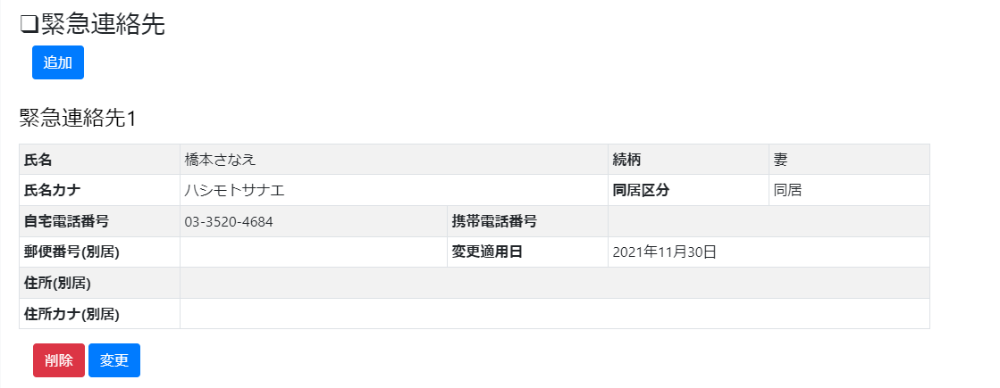 ❏緊急連絡先
追加
緊急連絡先1
氏名 橋本さなえ 続柄 妻
氏名カナ ハシモトサナエ 同居区分 同居
自宅電話番号 03-3520-4684 携帯電話番号
郵便番号(別居) 変更適用日 2021年11月30日
住所(別居)
住所カナ(別居)
削除 変更